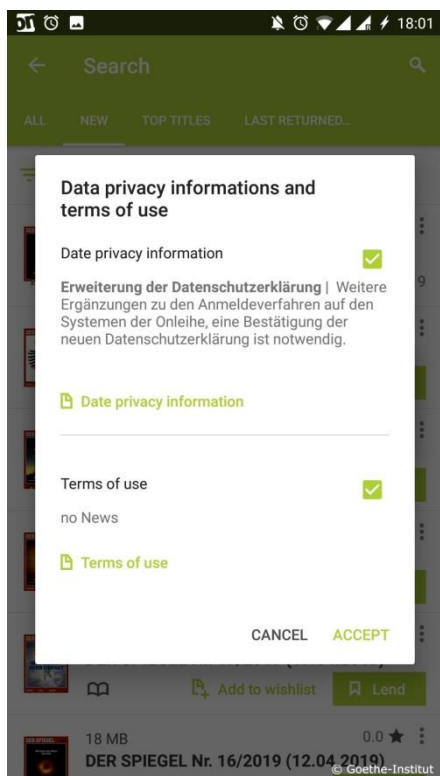 18:01
Search
ALL NEW TOP TITLES LAST RETURNED...
Data privacy informations and
terms of use
Date privacy information
Erweiterung der Datenschutzerklärung | Weitere
Ergänzungen zu den Anmeldeverfahren auf den
Systemen der Onleihe, eine Bestätigung der
neuen Datenschutzerklärung ist notwendig.
9
Date privacy information
Terms of use
no News
Terms of use
CANCEL ACCEPT
Add to wishlist Lend
18 MB 0.0
DER SPIEGEL Nr. 16/2019 (12.04.2019)
© Goethe-Institut